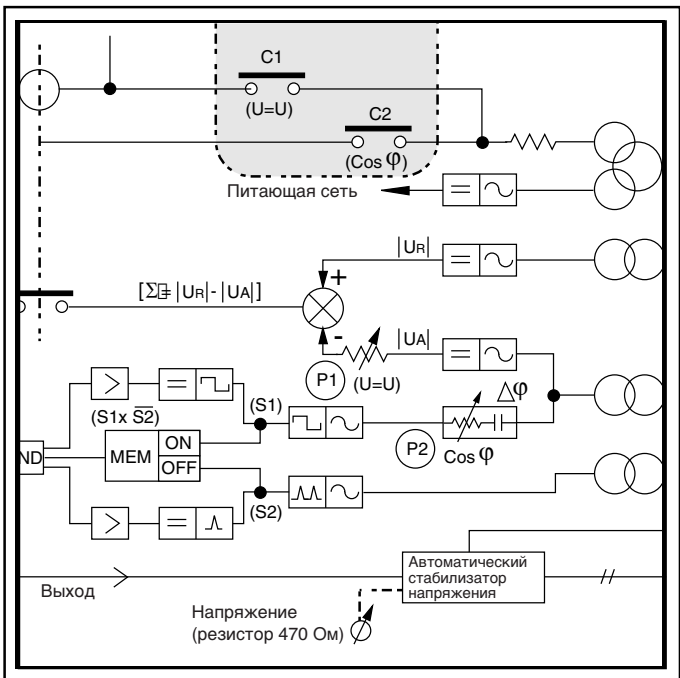 C1
(U=U)
C2
(Cos φ)
Питающая сеть
= ∼
|UR|
= ∼
+
[Σ= |UR|- |UA|]
-
|UA|
= ∼
P1
(U=U)
Δφ
P2
Cos φ
> =
(S1)
(S1x S̅2̅)
ND
MEM
ON
OFF
(S2)
> =
Автоматический
стабилизатор
напряжения
Выход
//
Напряжение
(резистор 470 Ом)